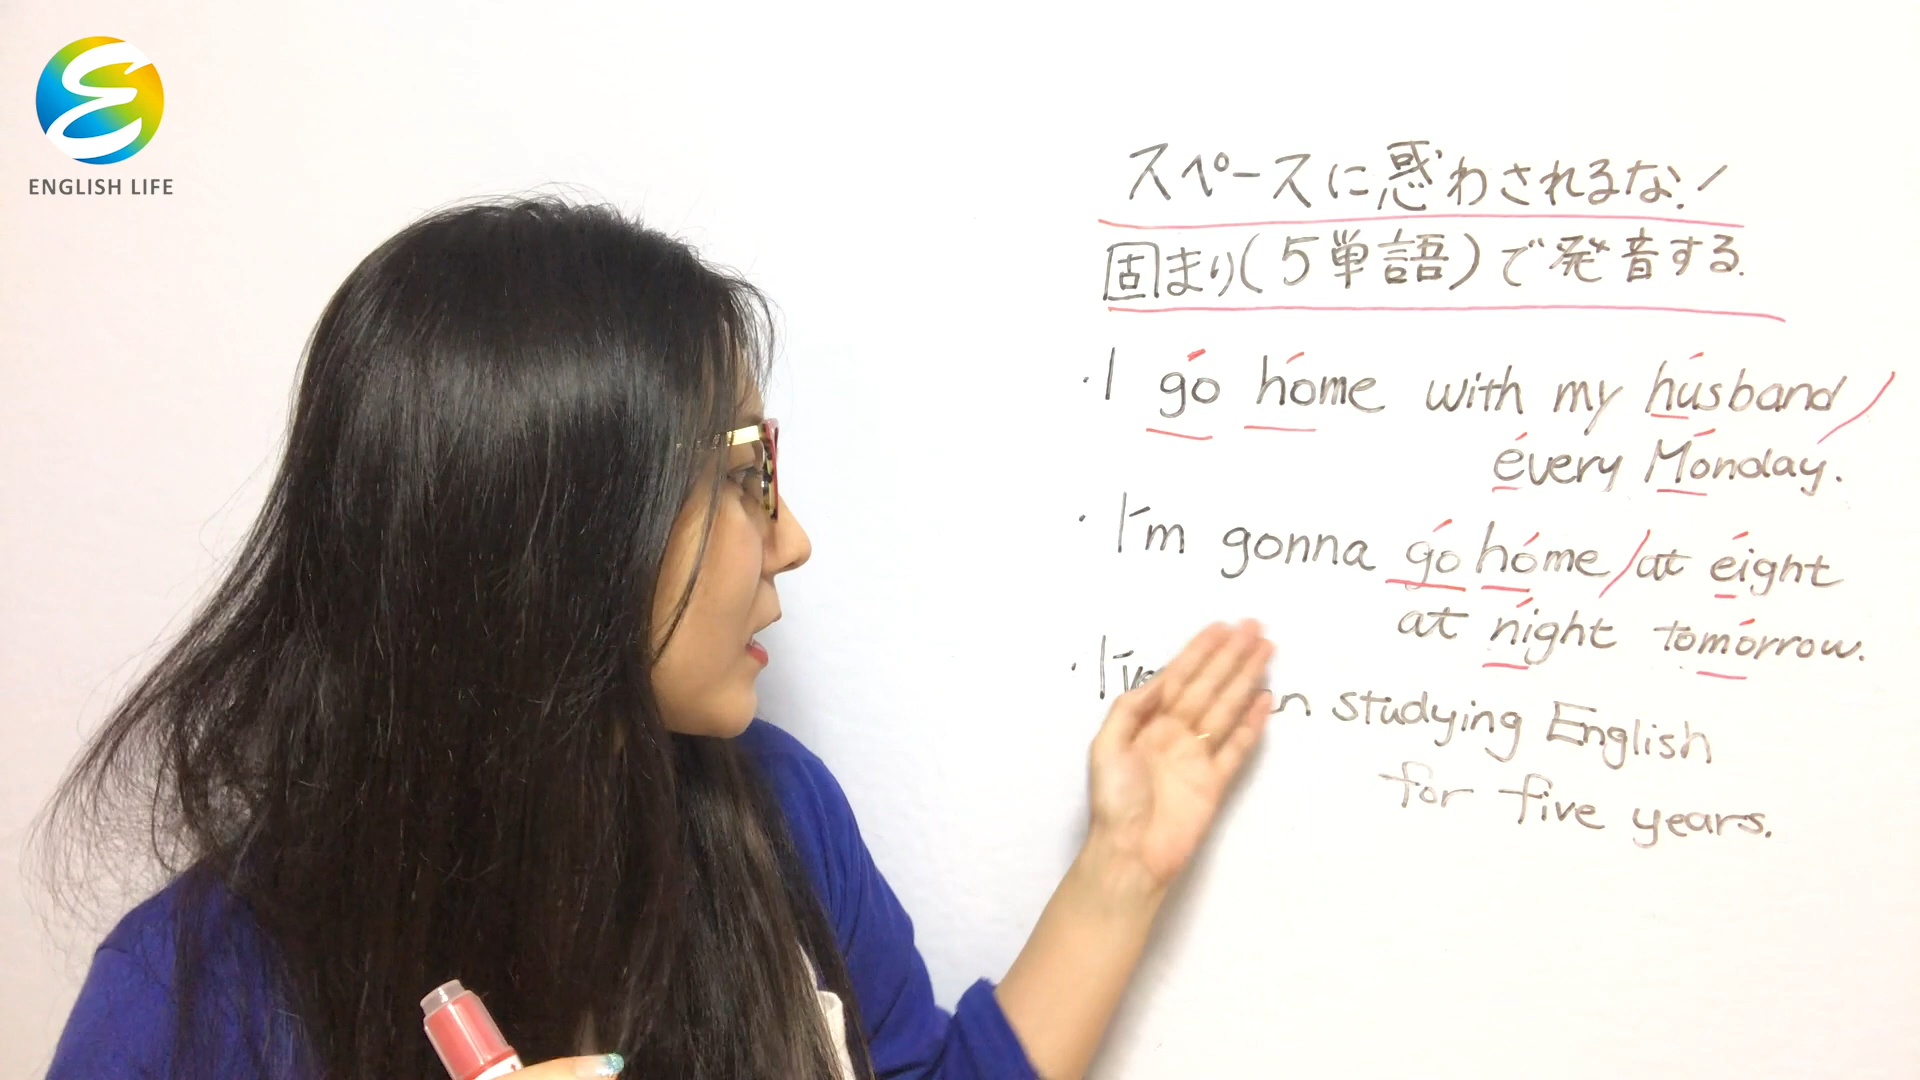 ENGLISH LIFE
スペースに惑わされるな!
固まり(5単語)で発音する.
・I go home with my husband/
every Monday.
・I'm gonna go home/at eight
at night tomorrow.
・I've studying English
for five years.